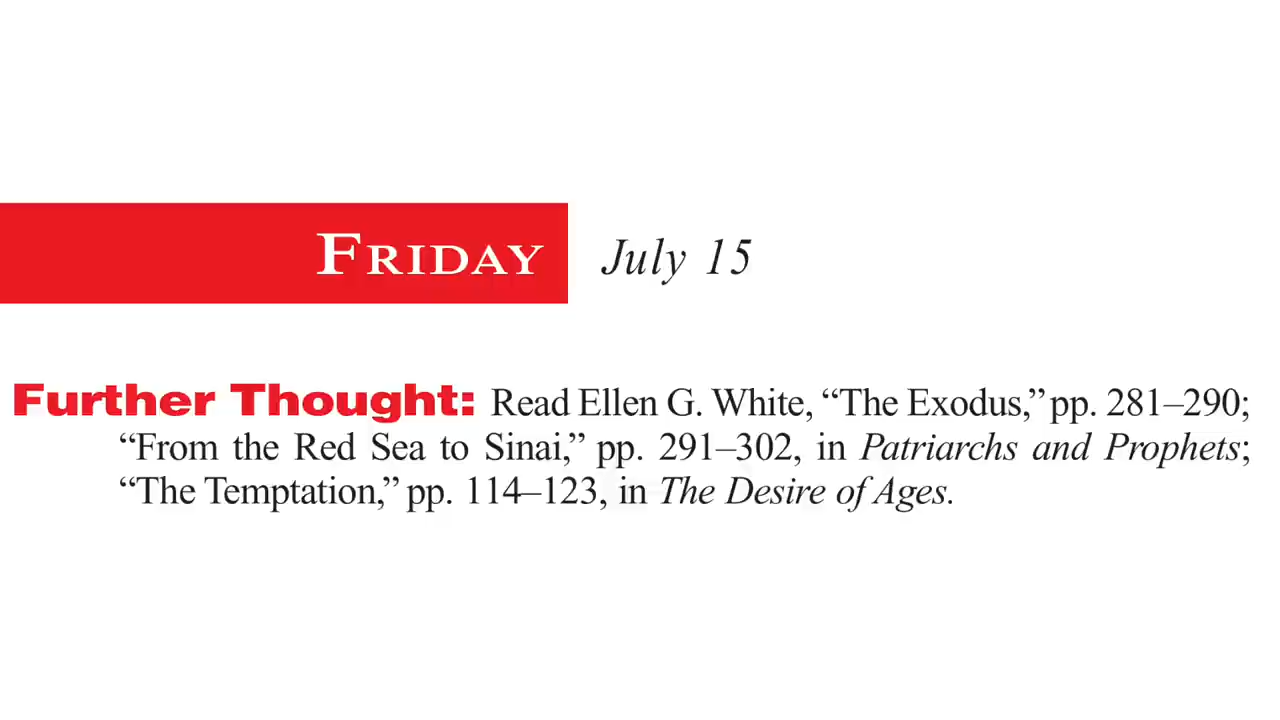 FRIDAY July 15
Further Thought: Read Ellen G. White, “The Exodus,” pp. 281–290;
“From the Red Sea to Sinai,” pp. 291–302, in Patriarchs and Prophets;
“The Temptation,” pp. 114–123, in The Desire of Ages.